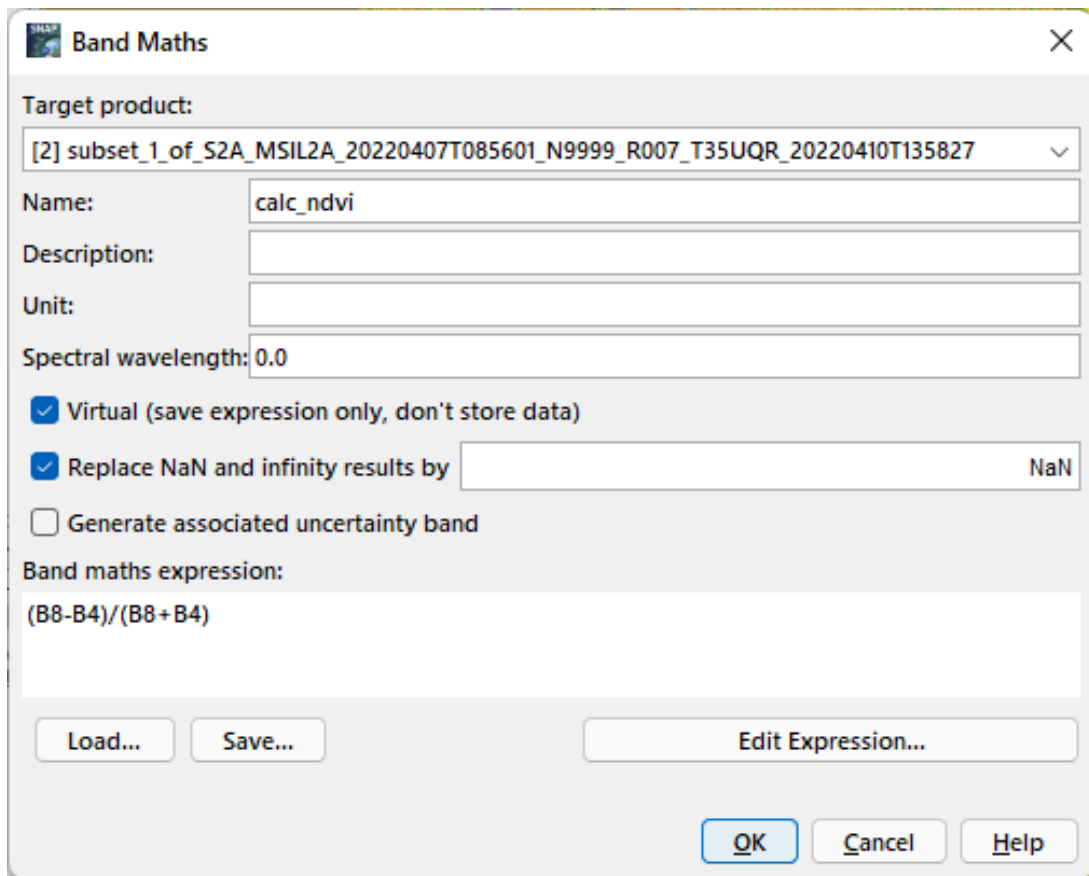 SNAP
Band Maths
Target product:
[2] subset_1_of_S2A_MSIL2A_20220407T085601_N9999_R007_T35UQR_20220410T135827
Name: calc_ndvi
Description:
Unit:
Spectral wavelength: 0.0
Virtual (save expression only, don't store data)
Replace NaN and infinity results by NaN
Generate associated uncertainty band
Band maths expression:
(B8-B4)/(B8+B4)
Load... Save... Edit Expression...
OK Cancel Help